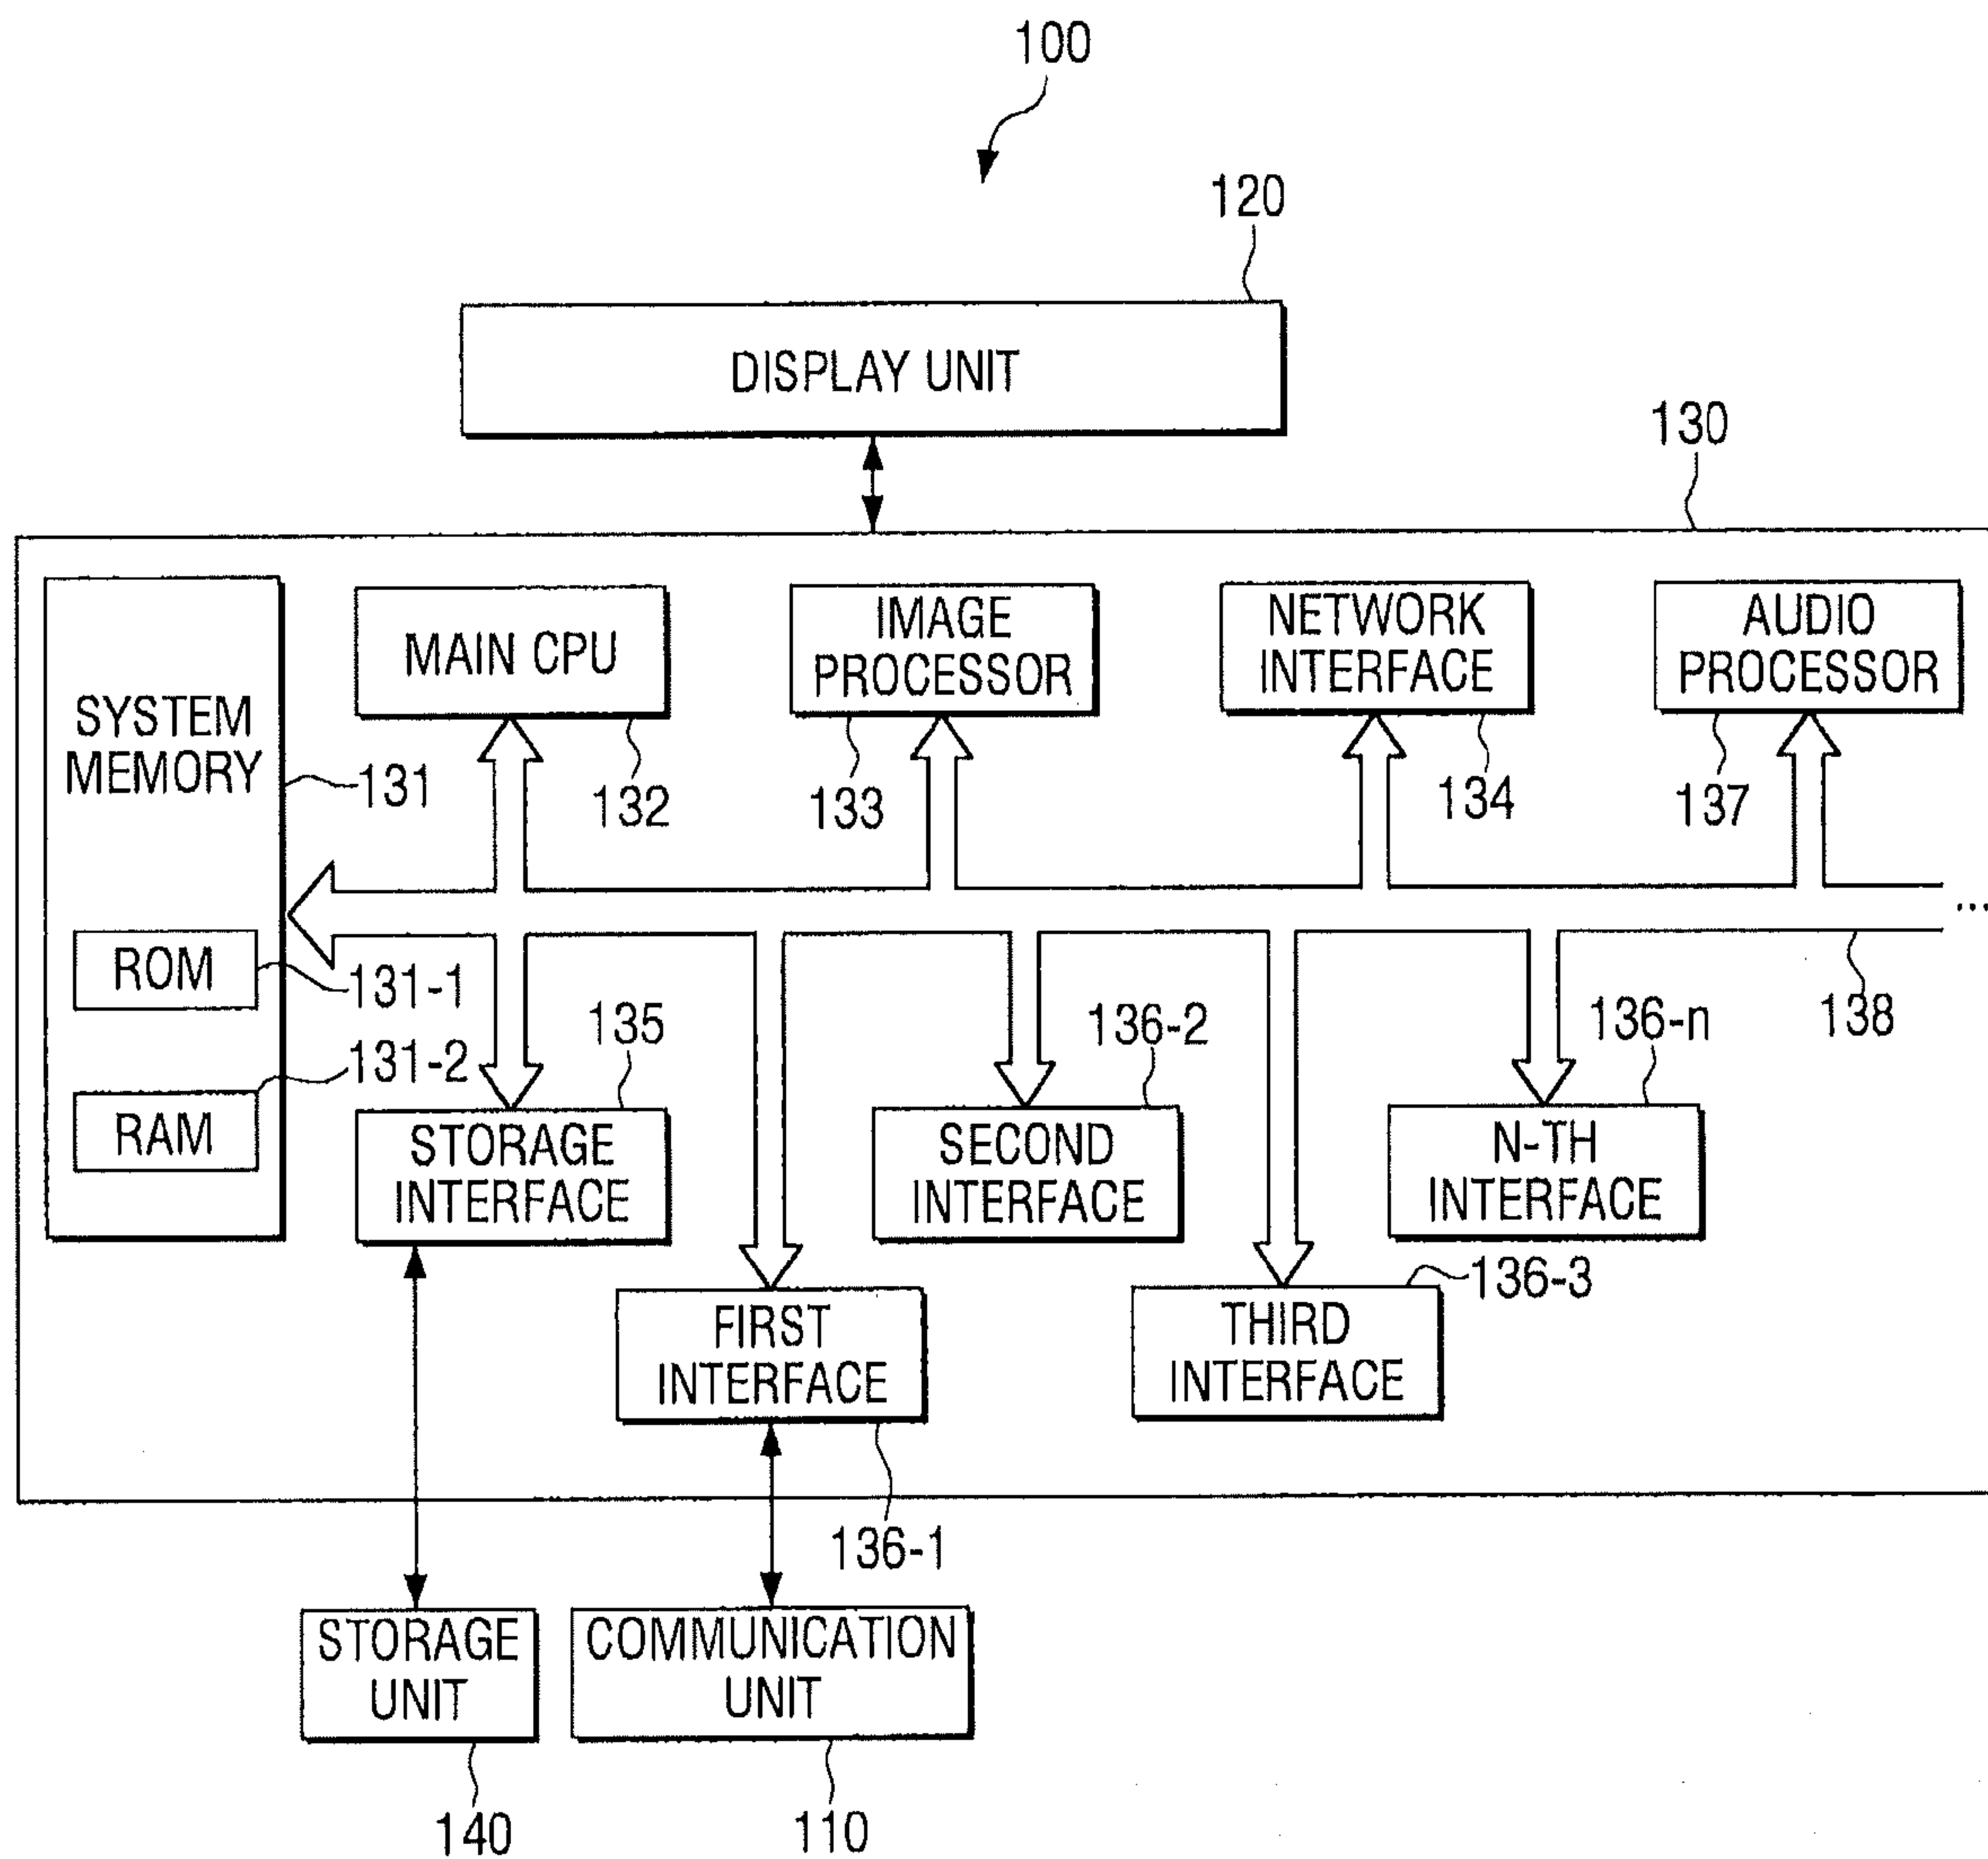 100
120
DISPLAY UNIT
130
SYSTEM
MEMORY
131
ROM
131-1
RAM
131-2
MAIN CPU
132
IMAGE
PROCESSOR
133
NETWORK
INTERFACE
134
AUDIO
PROCESSOR
137
...
138
135
STORAGE
INTERFACE
136-2
SECOND
INTERFACE
136-n
N-TH
INTERFACE
FIRST
INTERFACE
136-1
136-3
THIRD
INTERFACE
STORAGE
UNIT
140
COMMUNICATION
UNIT
110